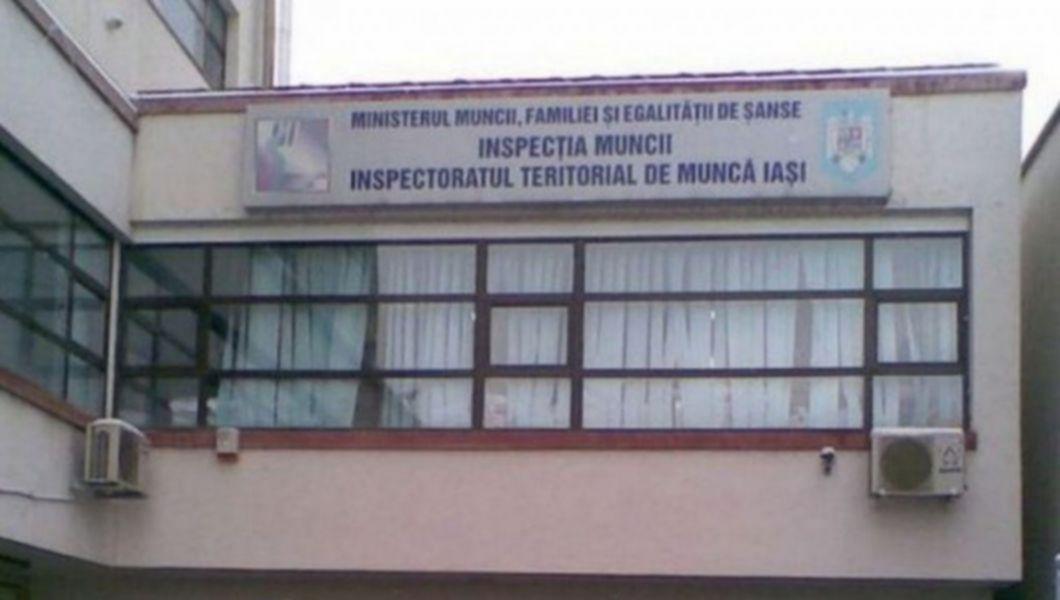 MINISTERUL MUNCII, FAMILIEI ȘI EGALITĂȚII DE ȘANSE
INSPECȚIA MUNCII
INSPECTORATUL TERITORIAL DE MUNCĂ IAȘI